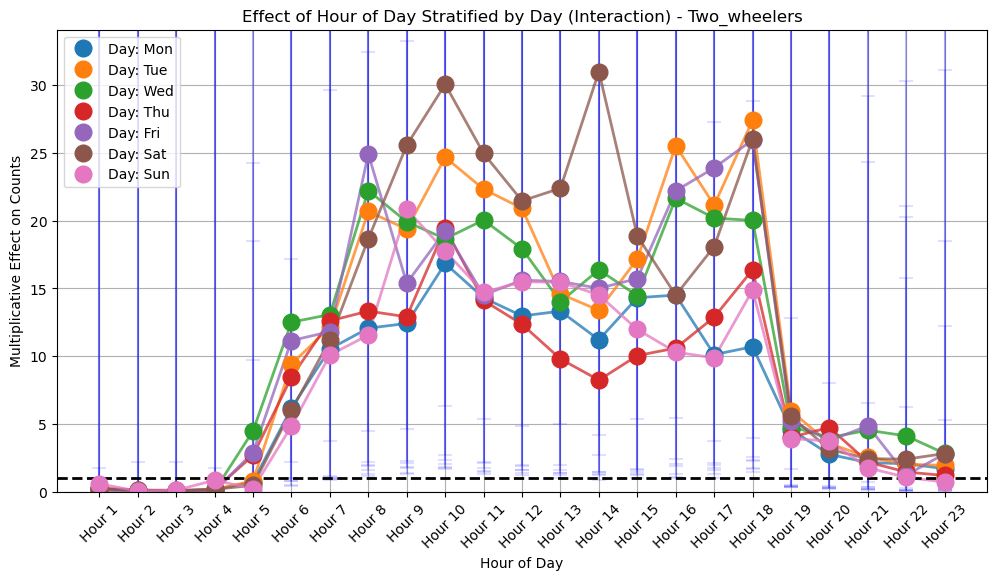 Effect of Hour of Day Stratified by Day (Interaction) - Two_wheelers
Multiplicative Effect on Counts
30
25
20
15
10
5
0
Day: Mon
Day: Tue
Day: Wed
Day: Thu
Day: Fri
Day: Sat
Day: Sun
Hour 1
Hour 2
Hour 3
Hour 4
Hour 5
Hour 6
Hour 7
Hour 8
Hour 9
Hour 10
Hour 11
Hour 12
Hour 13
Hour 14
Hour 15
Hour 16
Hour 17
Hour 18
Hour 19
Hour 20
Hour 21
Hour 22
Hour 23
Hour of Day